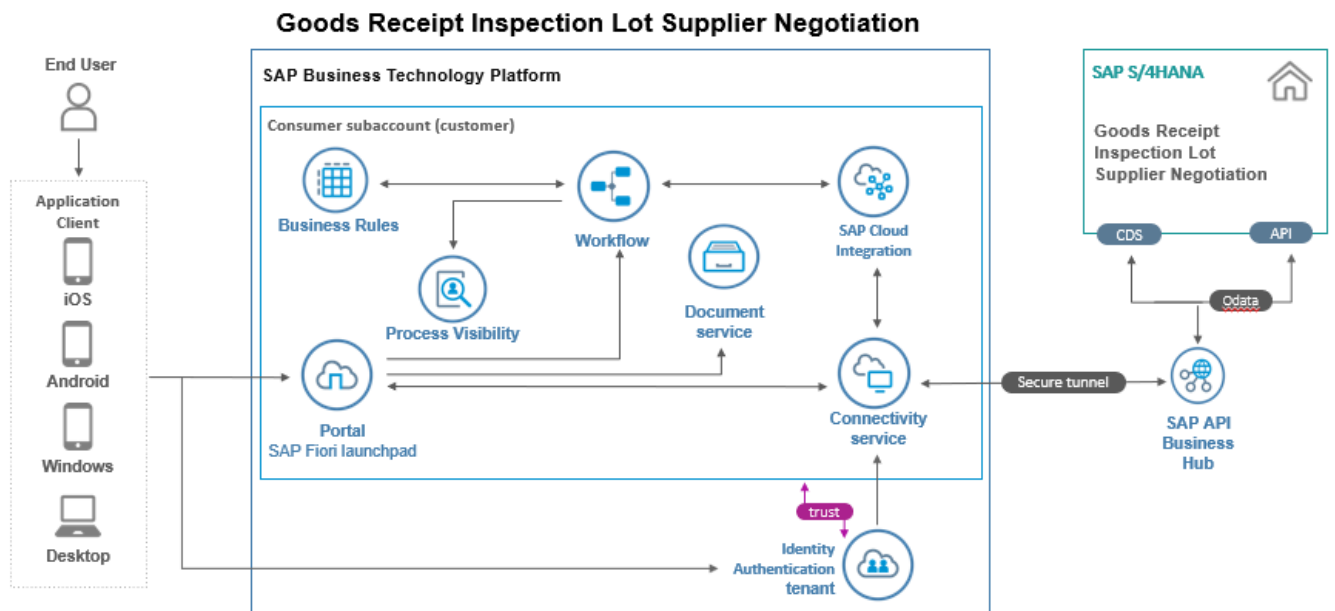 Goods Receipt Inspection Lot Supplier Negotiation
End User
Application
Client
iOS
Android
Windows
Desktop
SAP Business Technology Platform
Consumer subaccount (customer)
Business Rules
Workflow
SAP Cloud
Integration
Process Visibility
Document
service
Portal
SAP Fiori launchpad
Connectivity
service
trust
Identity
Authentication
tenant
Secure tunnel
SAP S/4HANA
Goods Receipt
Inspection Lot
Supplier Negotiation
CDS
API
Odata
SAP API
Business
Hub